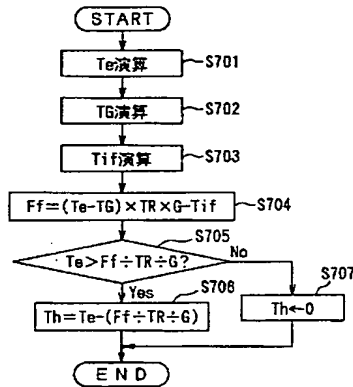 START
Te演算 S701
TG演算 S702
Tif演算 S703
Ff=(Te-TG)×TR×G-Tif S704
S705
Te>Ff÷TR÷G? No
Yes S706 S707
Th=Te-(Ff÷TR÷G) Th←0
END